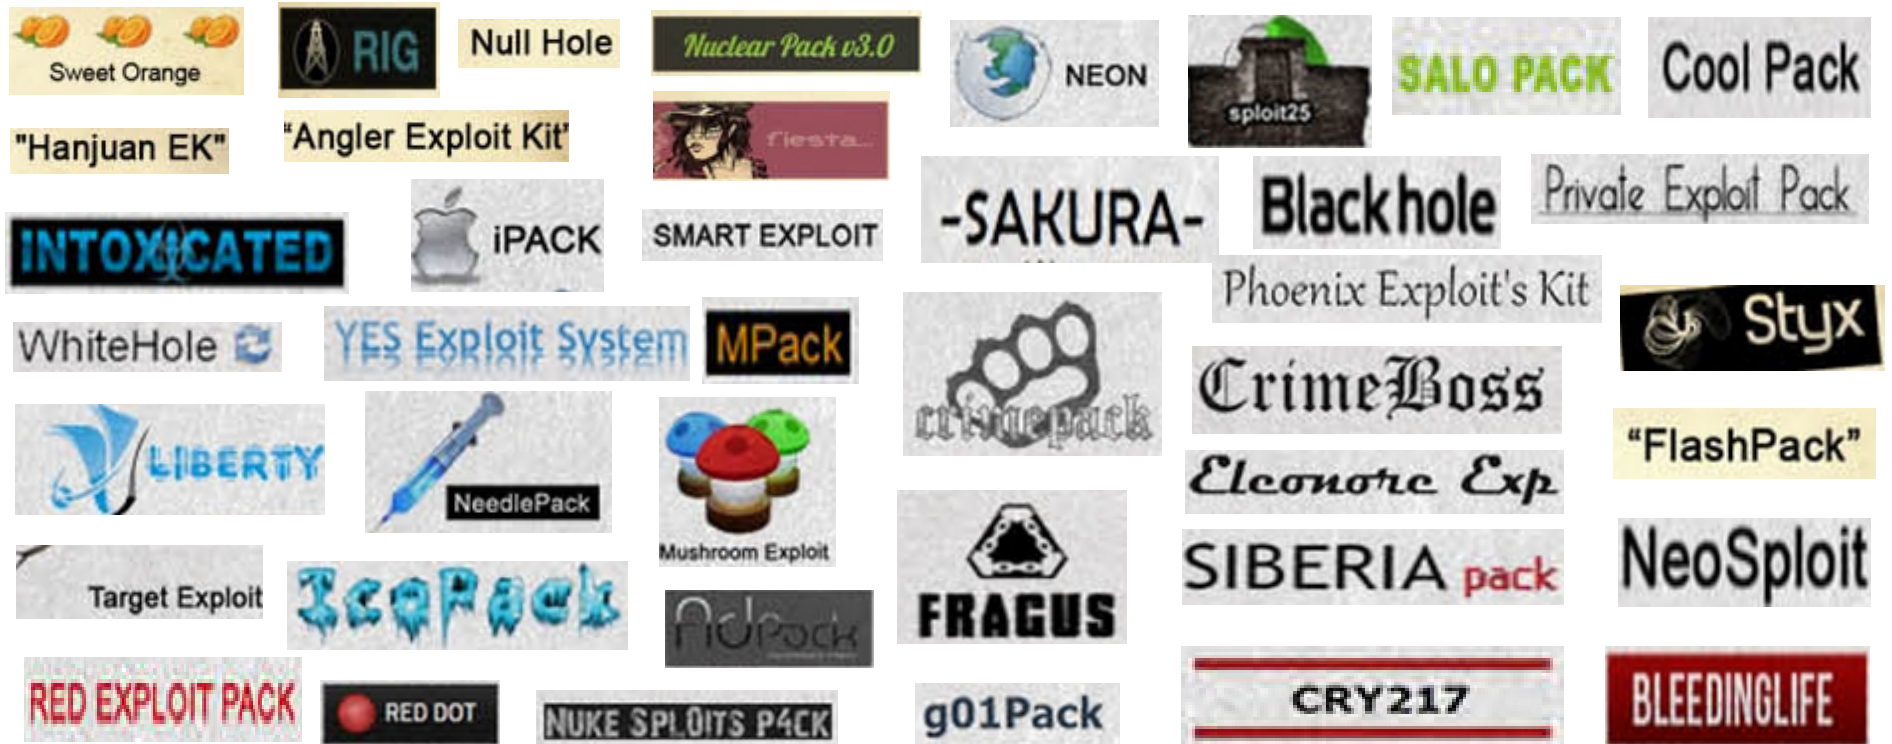 Sweet Orange
RIG
Null Hole
Nuclear Pack v3.0
NEON
sploit25
SALO PACK
Cool Pack
"Hanjuan EK"
“Angler Exploit Kit’
fiesta...
-SAKURA-
Blackhole
Private Exploit Pack
INTOXICATED
iPACK
SMART EXPLOIT
Phoenix Exploit's Kit
Styx
WhiteHole
YES Exploit System
MPack
crimepack
CrimeBoss
“FlashPack”
LIBERTY
NeedlePack
Mushroom Exploit
Eleonore Exp
FRAGUS
SIBERIA pack
NeoSploit
Target Exploit
IcePack
AdPack
RED EXPLOIT PACK
RED DOT
NUKE SPL0ITS P4CK
g01Pack
CRY217
BLEEDINGLIFE